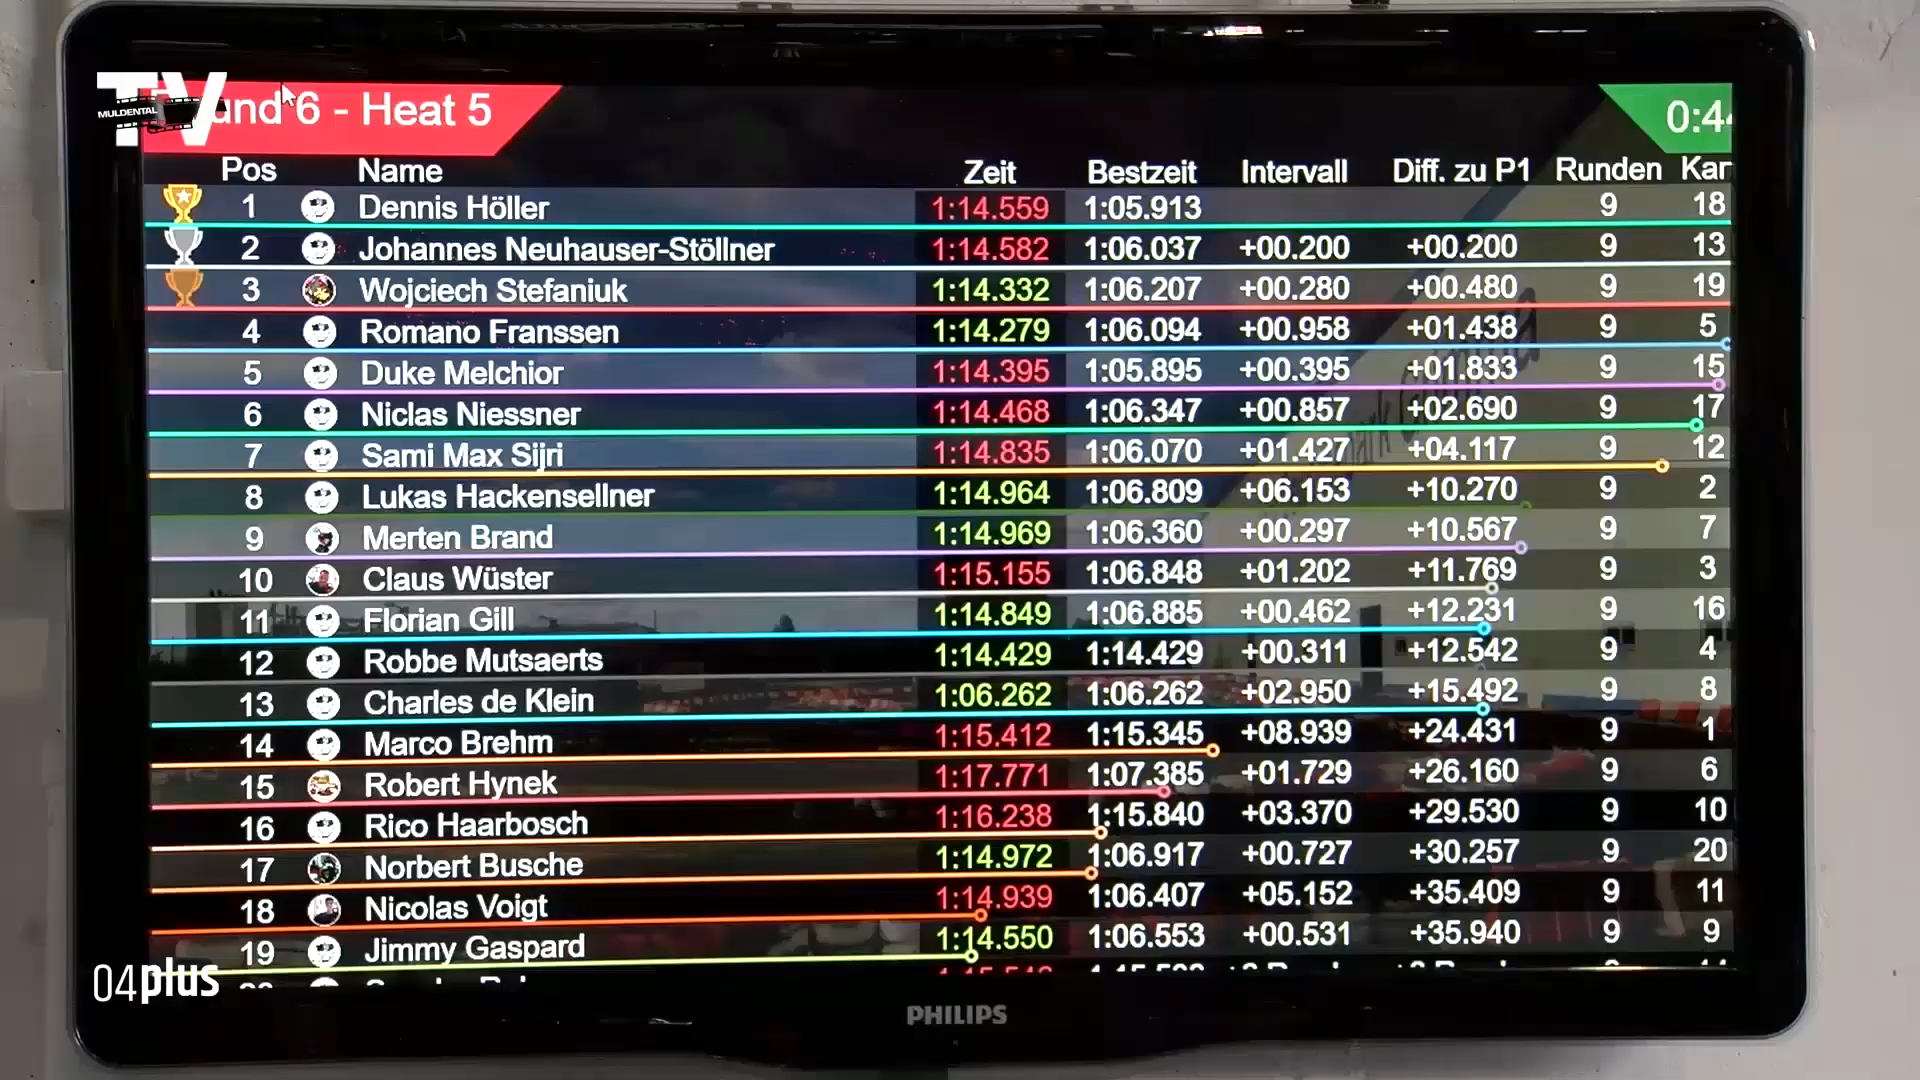 TV
MULDENTAL
und 6 - Heat 5
0:4
Pos Name Zeit Bestzeit Intervall Diff. zu P1 Runden Kar
1 Dennis Höller 1:14.559 1:05.913 9 18
2 Johannes Neuhauser-Stöllner 1:14.582 1:06.037 +00.200 +00.200 9 13
3 Wojciech Stefaniuk 1:14.332 1:06.207 +00.280 +00.480 9 19
4 Romano Franssen 1:14.279 1:06.094 +00.958 +01.438 9 5
5 Duke Melchior 1:14.395 1:05.895 +00.395 +01.833 9 15
6 Niclas Niessner 1:14.468 1:06.347 +00.857 +02.690 9 17
7 Sami Max Sijri 1:14.835 1:06.070 +01.427 +04.117 9 12
8 Lukas Hackensellner 1:14.964 1:06.809 +06.153 +10.270 9 2
9 Merten Brand 1:14.969 1:06.360 +00.297 +10.567 9 7
10 Claus Wüster 1:15.155 1:06.848 +01.202 +11.769 9 3
11 Florian Gill 1:14.849 1:06.885 +00.462 +12.231 9 16
12 Robbe Mutsaerts 1:14.429 1:14.429 +00.311 +12.542 9 4
13 Charles de Klein 1:06.262 1:06.262 +02.950 +15.492 9 8
14 Marco Brehm 1:15.412 1:15.345 +08.939 +24.431 9 1
15 Robert Hynek 1:17.771 1:07.385 +01.729 +26.160 9 6
16 Rico Haarbosch 1:16.238 1:15.840 +03.370 +29.530 9 10
17 Norbert Busche 1:14.972 1:06.917 +00.727 +30.257 9 20
18 Nicolas Voigt 1:14.939 1:06.407 +05.152 +35.409 9 11
19 Jimmy Gaspard 1:14.550 1:06.553 +00.531 +35.940 9 9
04plus
PHILIPS